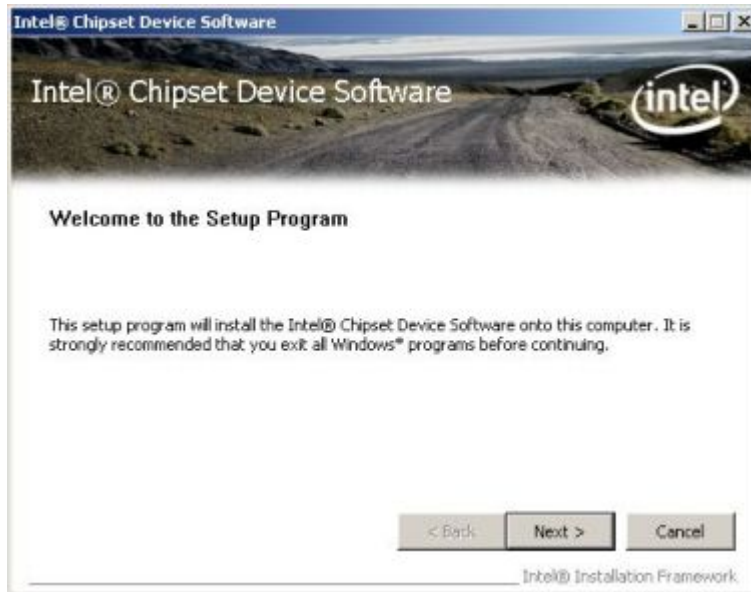 Intel® Chipset Device Software
Intel® Chipset Device Software
intel
Welcome to the Setup Program
This setup program will install the Intel® Chipset Device Software onto this computer. It is
strongly recommended that you exit all Windows* programs before continuing.
< Back Next > Cancel
Intel® Installation Framework